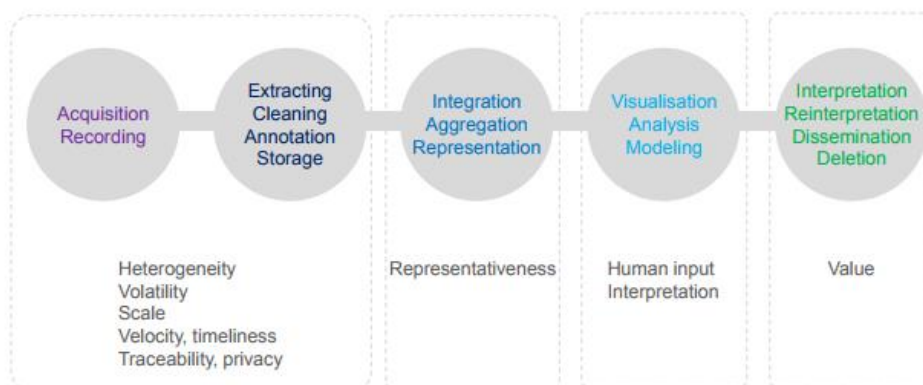 Acquisition
Recording
Extracting
Cleaning
Annotation
Storage
Integration
Aggregation
Representation
Visualisation
Analysis
Modeling
Interpretation
Reinterpretation
Dissemination
Deletion
Heterogeneity
Volatility
Scale
Velocity, timeliness
Traceability, privacy
Representativeness
Human input
Interpretation
Value